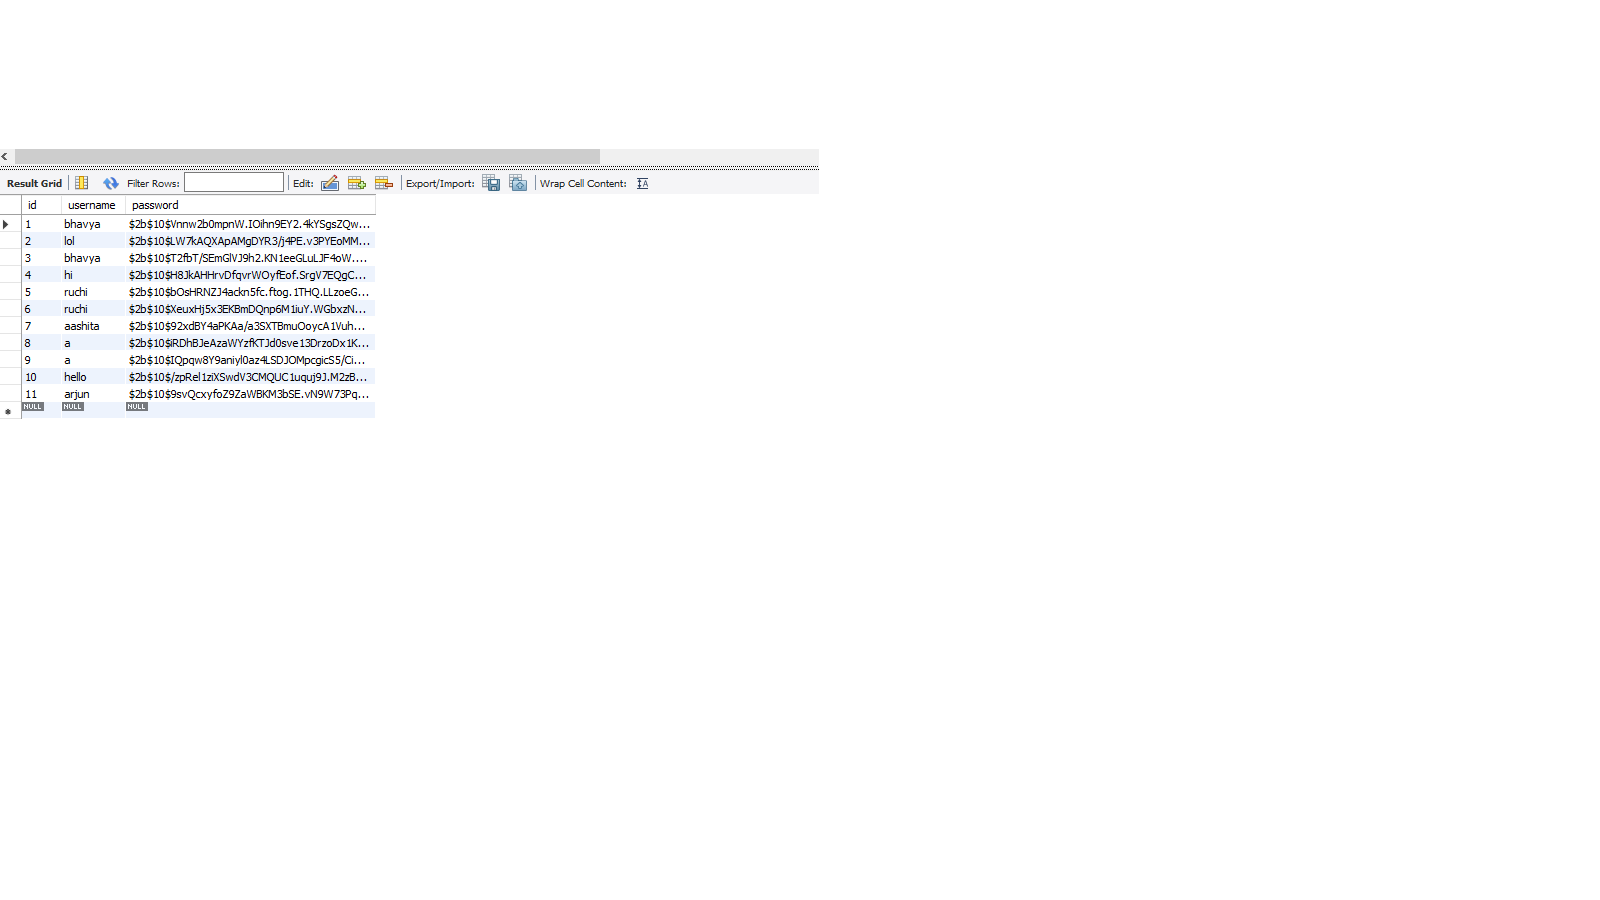 Result Grid Filter Rows: Edit: Export/Import: Wrap Cell Content:
id username password
1 bhavya $2b$10$Vnnw2b0mpnW.IOihn9EY2.4kYSgsZQw...
2 lol $2b$10$LW7kAQXApAMgDYR3/j4PE.v3PYEoMM...
3 bhavya $2b$10$T2fbT/SEmGlVJ9h2.KN1eeGLuLJF4oW....
4 hi $2b$10$H8JkAHHrvDfqvrWOyfEof.SrgV7EQgC...
5 ruchi $2b$10$bOsHRNZJ4ackn5fc.ftog.1THQ.LLzoeG...
6 ruchi $2b$10$XeuxHj5x3EKBmDQnp6M1iuY.WGbxzN...
7 aashita $2b$10$92xdBY4aPKAa/a3SXTBmuOoycA1Vuh...
8 a $2b$10$iRDhBJeAzaWYzfKTJd0sve13DrzoDx1K...
9 a $2b$10$IQpqw8Y9aniyl0az4LSDJOMpcgicS5/Ci...
10 hello $2b$10$/zpRel1ziXSwdV3CMQUC1uquj9J.M2zB...
11 arjun $2b$10$9svQcxyfoZ9ZaWBKM3bSE.vN9W73Pq...
NULL NULL NULL